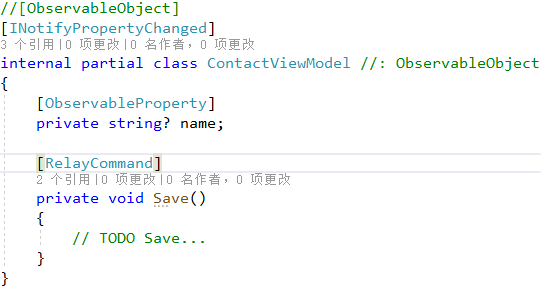 //[ObservableObject]
[INotifyPropertyChanged]
3 个引用|0 项更改|0 名作者，0 项更改
internal partial class ContactViewModel //: ObservableObject
{
[ObservableProperty]
private string? name;
[RelayCommand]
2 个引用|0 项更改|0 名作者，0 项更改
private void Save()
{
// TODO Save...
}
}